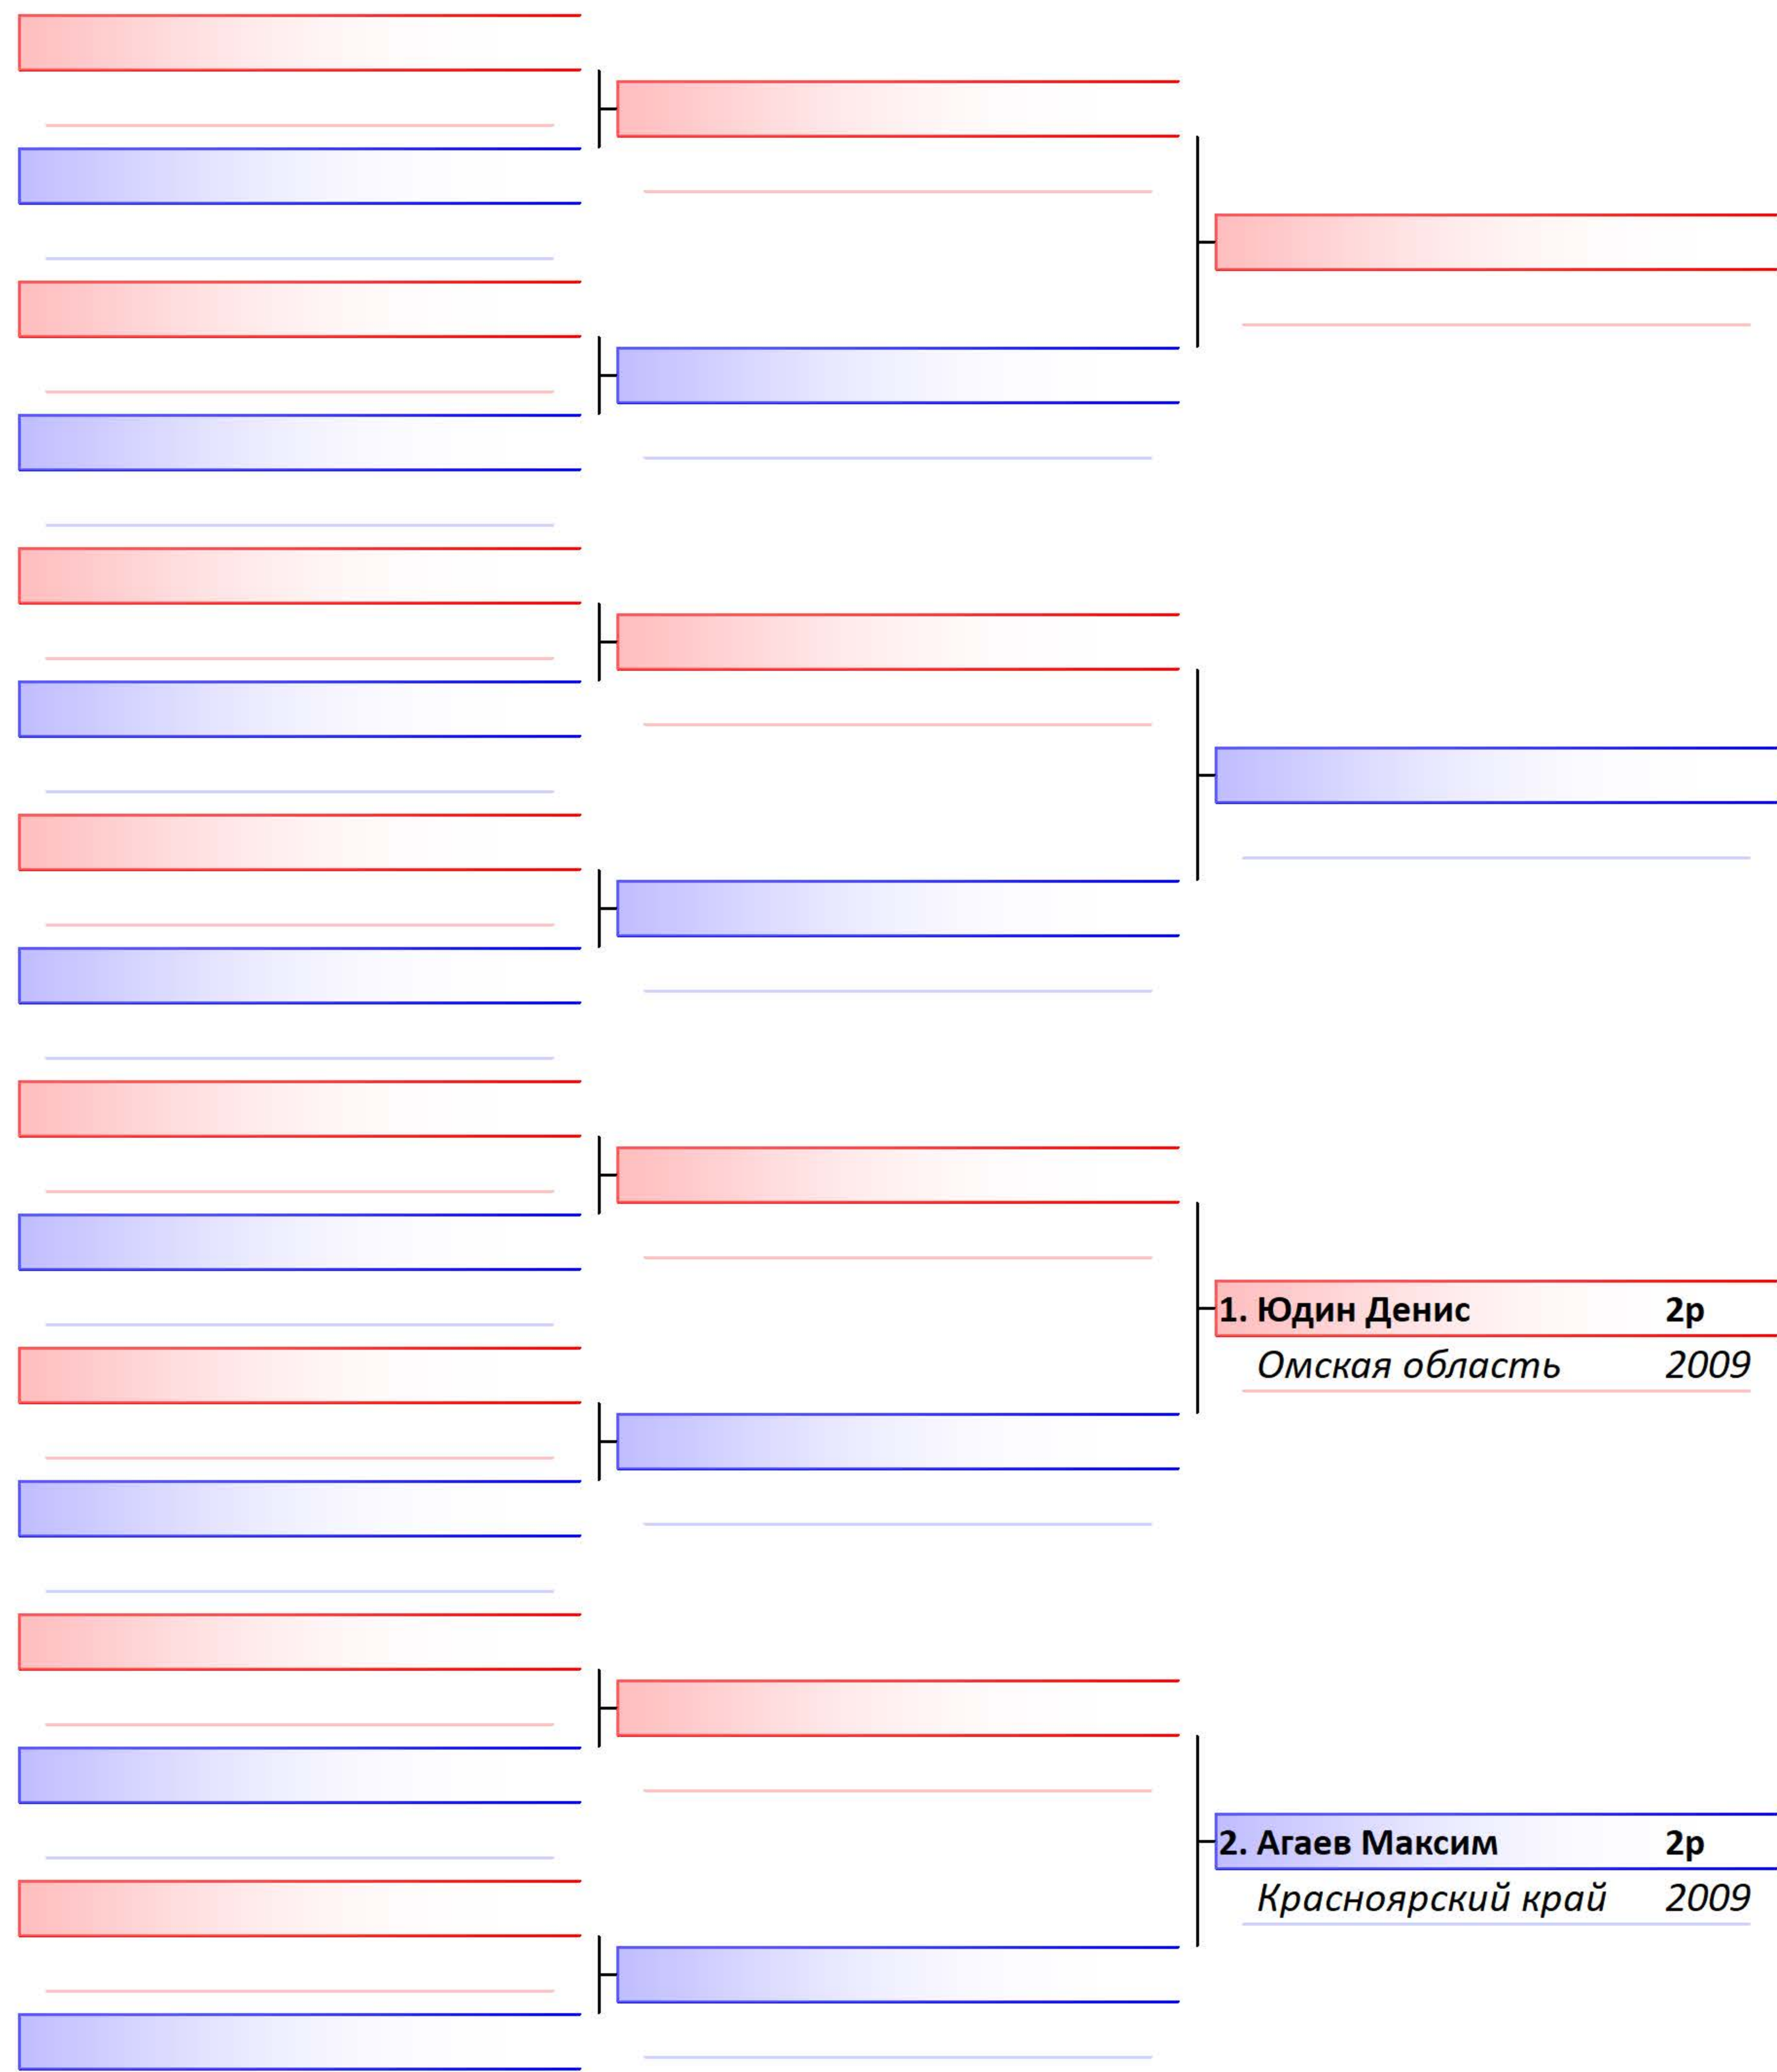 1. Юдин Денис 2р
Омская область 2009
2. Агаев Максим 2р
Красноярский край 2009